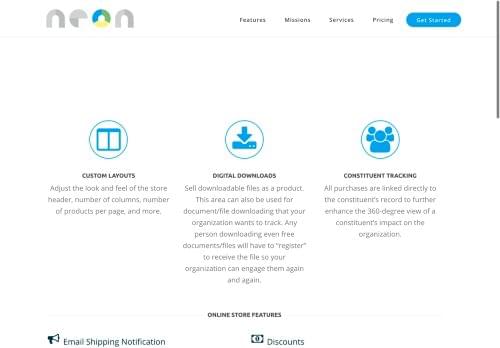 neon
Features Missions Services Pricing Get Started
CUSTOM LAYOUTS
Adjust the look and feel of the store
header, number of columns, number
of products per page, and more.
DIGITAL DOWNLOADS
Sell downloadable files as a product.
This area can also be used for
document/file downloading that your
organization wants to track. Any
person downloading even free
documents/files will have to “register”
to receive the file so your
organization can engage them again
and again.
CONSTITUENT TRACKING
All purchases are linked directly to
the constituent's record to further
enhance the 360-degree view of a
constituent's impact on the
organization.
ONLINE STORE FEATURES
Email Shipping Notification
Discounts